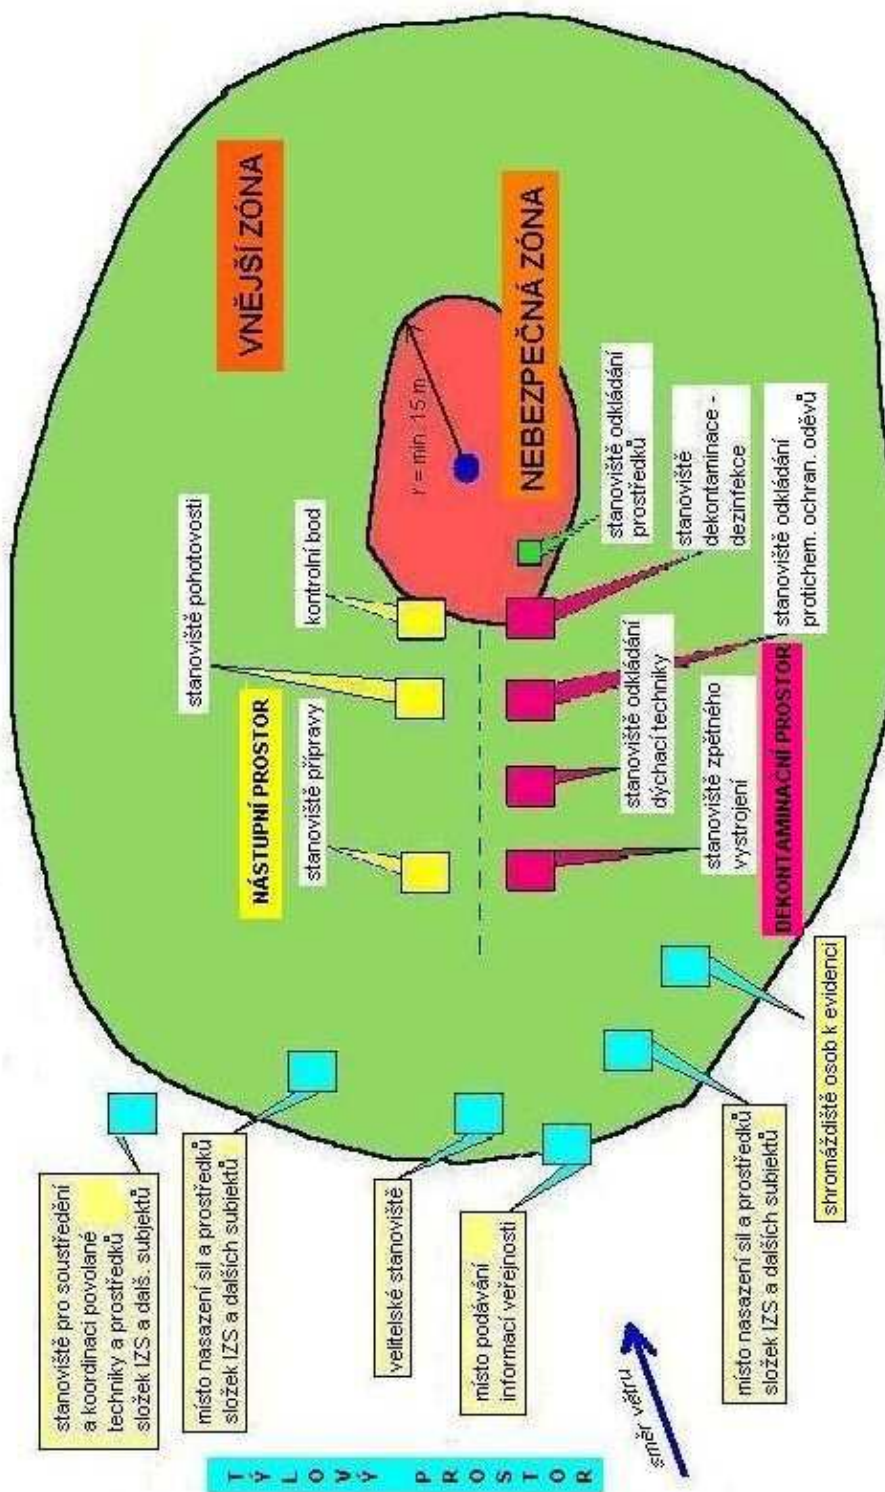 stanoviště pro soustředění
a koordinaci povolané
techniky a prostředků
složek IZS a dalš. subjektů
místo nasazení sil a prostředků
složek IZS a dalších subjektů
velitelské stanoviště
místo podávání
informací veřejnosti
místo nasazení sil a prostředků
složek IZS a dalších subjektů
shromáždiště osob k evidenci
TÝLOVÝ PROSTOR
směr větru
stanoviště pohotovosti
NÁSTUPNÍ PROSTOR
stanoviště přípravy
kontrolní bod
VNĚJŠÍ ZÓNA
r = min. 15 m
NEBEZPEČNÁ ZÓNA
stanoviště odkládání
prostředků
stanoviště
dekontaminace -
dezinfekce
stanoviště odkládání
protichem. ochran. oděvů
stanoviště odkládání
dýchací techniky
stanoviště zpětného
vystrojení
DEKONTAMINAČNÍ PROSTOR